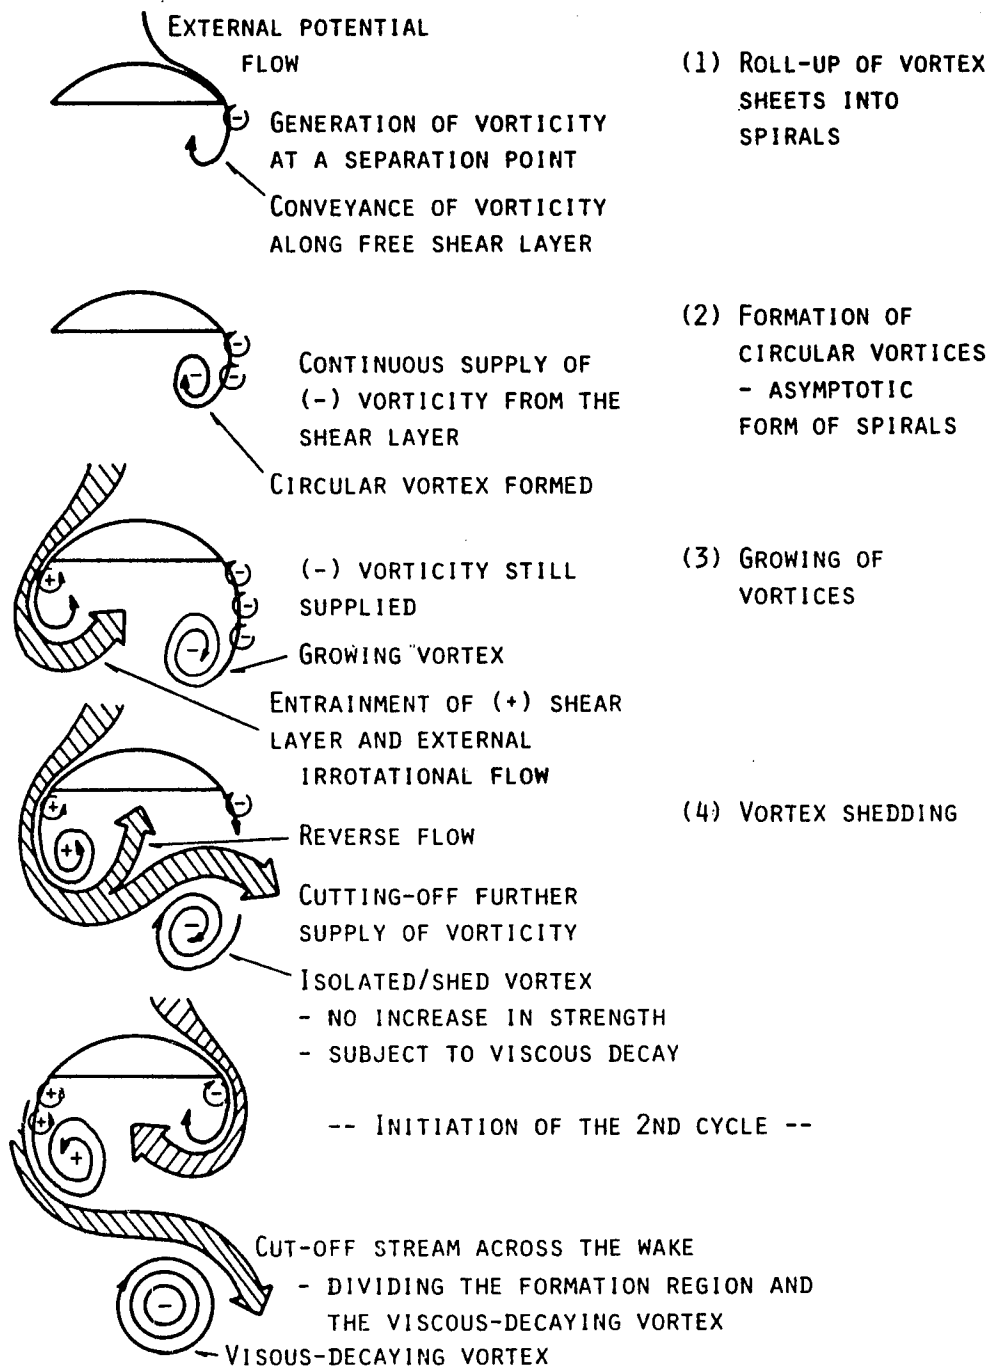 EXTERNAL POTENTIAL
FLOW
(1) ROLL-UP OF VORTEX
SHEETS INTO
SPIRALS
-
GENERATION OF VORTICITY
AT A SEPARATION POINT
CONVEYANCE OF VORTICITY
ALONG FREE SHEAR LAYER
(2) FORMATION OF
CIRCULAR VORTICES
- ASYMPTOTIC
FORM OF SPIRALS
-
-
-
CONTINUOUS SUPPLY OF
(-) VORTICITY FROM THE
SHEAR LAYER
CIRCULAR VORTEX FORMED
(3) GROWING OF
VORTICES
+
-
-
-
-
(-) VORTICITY STILL
SUPPLIED
GROWING VORTEX
ENTRAINMENT OF (+) SHEAR
LAYER AND EXTERNAL
IRROTATIONAL FLOW
(4) VORTEX SHEDDING
+
-
+
-
REVERSE FLOW
CUTTING-OFF FURTHER
SUPPLY OF VORTICITY
ISOLATED/SHED VORTEX
- NO INCREASE IN STRENGTH
- SUBJECT TO VISCOUS DECAY
+
-
+
+
-- INITIATION OF THE 2ND CYCLE --
CUT-OFF STREAM ACROSS THE WAKE
- DIVIDING THE FORMATION REGION AND
THE VISCOUS-DECAYING VORTEX
-
VISOUS-DECAYING VORTEX